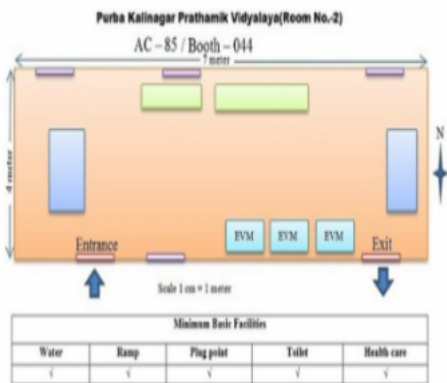 Purba Kalinagar Prathamik Vidyalaya(Room No.-2)
AC – 85 / Booth – 044
7 meter
4 meter
N
EVM EVM EVM
Entrance Exit
Scale 1 cm = 1 meter
Minimum Basic Facilities
Water Ramp Plug point Toilet Health care
√ √ √ √ √